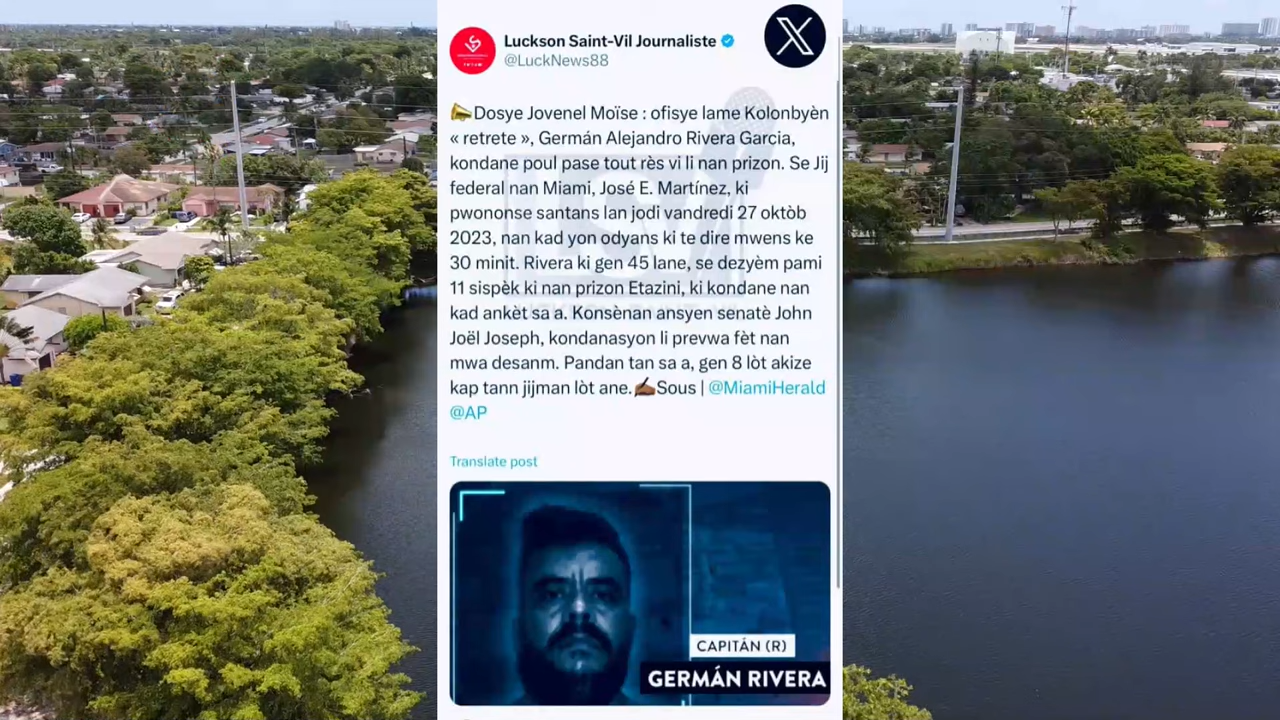 Luckson Saint-Vil Journaliste
@LuckNews88
Dosye Jovenel Moïse : ofisye lame Kolonbyèn
« retrete », Germán Alejandro Rivera Garcia,
kondane poul pase tout rès vi li nan prizon. Se Jij
federal nan Miami, José E. Martínez, ki
pwononse santans lan jodi vandredi 27 oktòb
2023, nan kad yon odyans ki te dire mwens ke
30 minit. Rivera ki gen 45 lane, se dezyèm pami
11 sispèk ki nan prizon Etazini, ki kondane nan
kad ankèt sa a. Konsènan ansyen senatè John
Joël Joseph, kondanasyon li prevwa fèt nan
mwa desanm. Pandan tan sa a, gen 8 lòt akize
kap tann jijman lòt ane.✍🏾Sous | @MiamiHerald
@AP
Translate post
CAPITÁN (R)
GERMÁN RIVERA